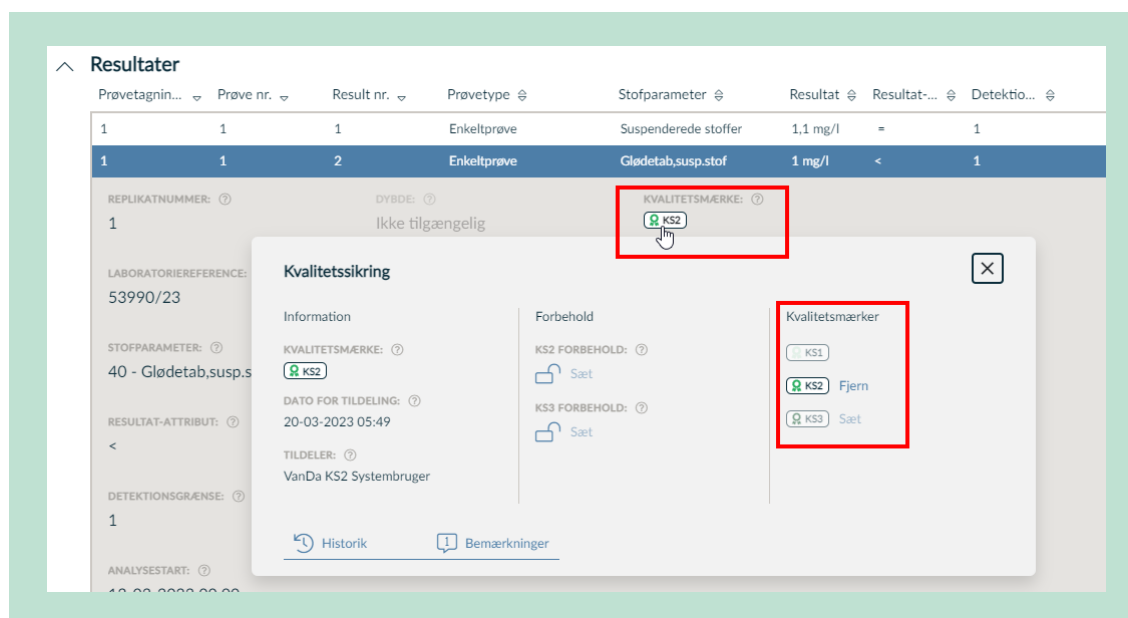 Resultater
Prøvetagnin... Prøve nr. Result nr. Prøvetype Stofparameter Resultat Resultat-... Detektio...
1 1 1 Enkeltprøve Suspenderede stoffer 1,1 mg/l = 1
1 1 2 Enkeltprøve Glødetab,susp.stof 1 mg/l < 1
REPLIKATNUMMER: ? DYBDE: ? KVALITETSMÆRKE: ?
1 Ikke tilgængelig KS2
LABORATORIEREFERENCE:
53990/23
STOFPARAMETER: ?
40 - Glødetab,susp.s
RESULTAT-ATTRIBUT: ?
<
DETEKTIONSGRÆNSE: ?
1
ANALYSESTART: ?
Kvalitetssikring
Information
KVALITETSMÆRKE: ?
KS2
DATO FOR TILDELING: ?
20-03-2023 05:49
TILDELER: ?
VanDa KS2 Systembruger
Forbehold
KS2 FORBEHOLD: ?
Sæt
KS3 FORBEHOLD: ?
Sæt
Kvalitetsmærker
KS1
KS2 Fjern
KS3 Sæt
Historik 1 Bemærkninger